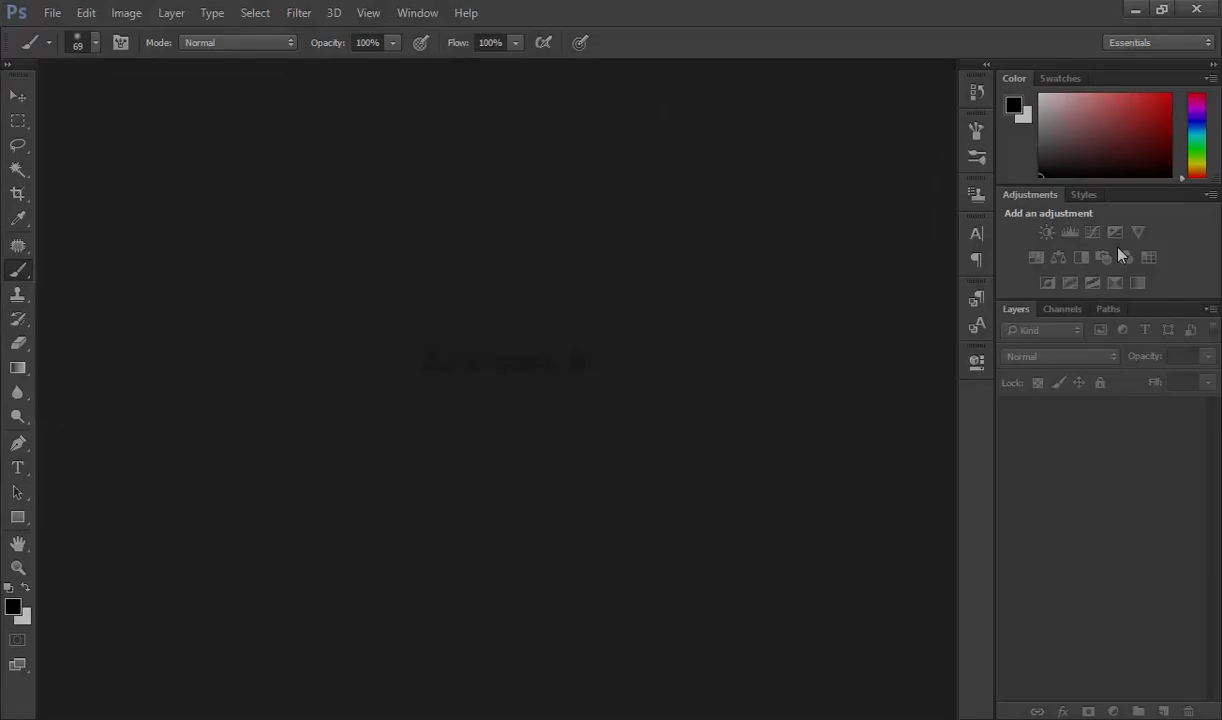 Ps File Edit Image Layer Type Select Filter 3D View Window Help
69 Mode: Normal Opacity: 100% Flow: 100% Essentials
Color Swatches
Adjustments Styles
Add an adjustment
Layers Channels Paths
Kind
Normal Opacity:
Lock: Fill: